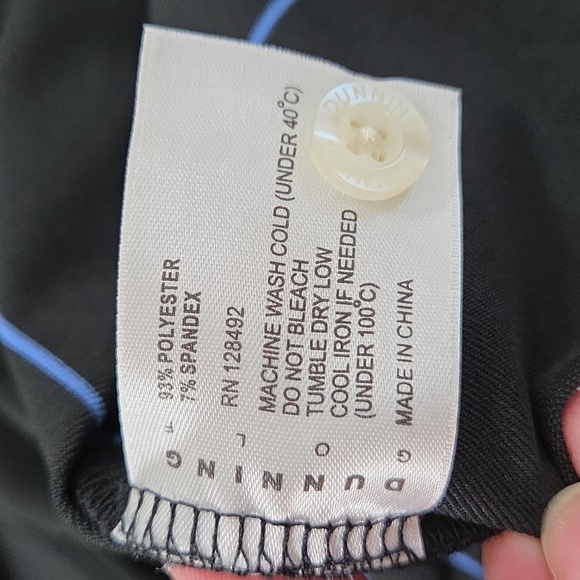 DUNNING
GOLF
93% POLYESTER
7% SPANDEX
RN 128492
MACHINE WASH COLD (UNDER 40°C)
DO NOT BLEACH
TUMBLE DRY LOW
COOL IRON IF NEEDED
(UNDER 100°C)
MADE IN CHINA
DUNNING